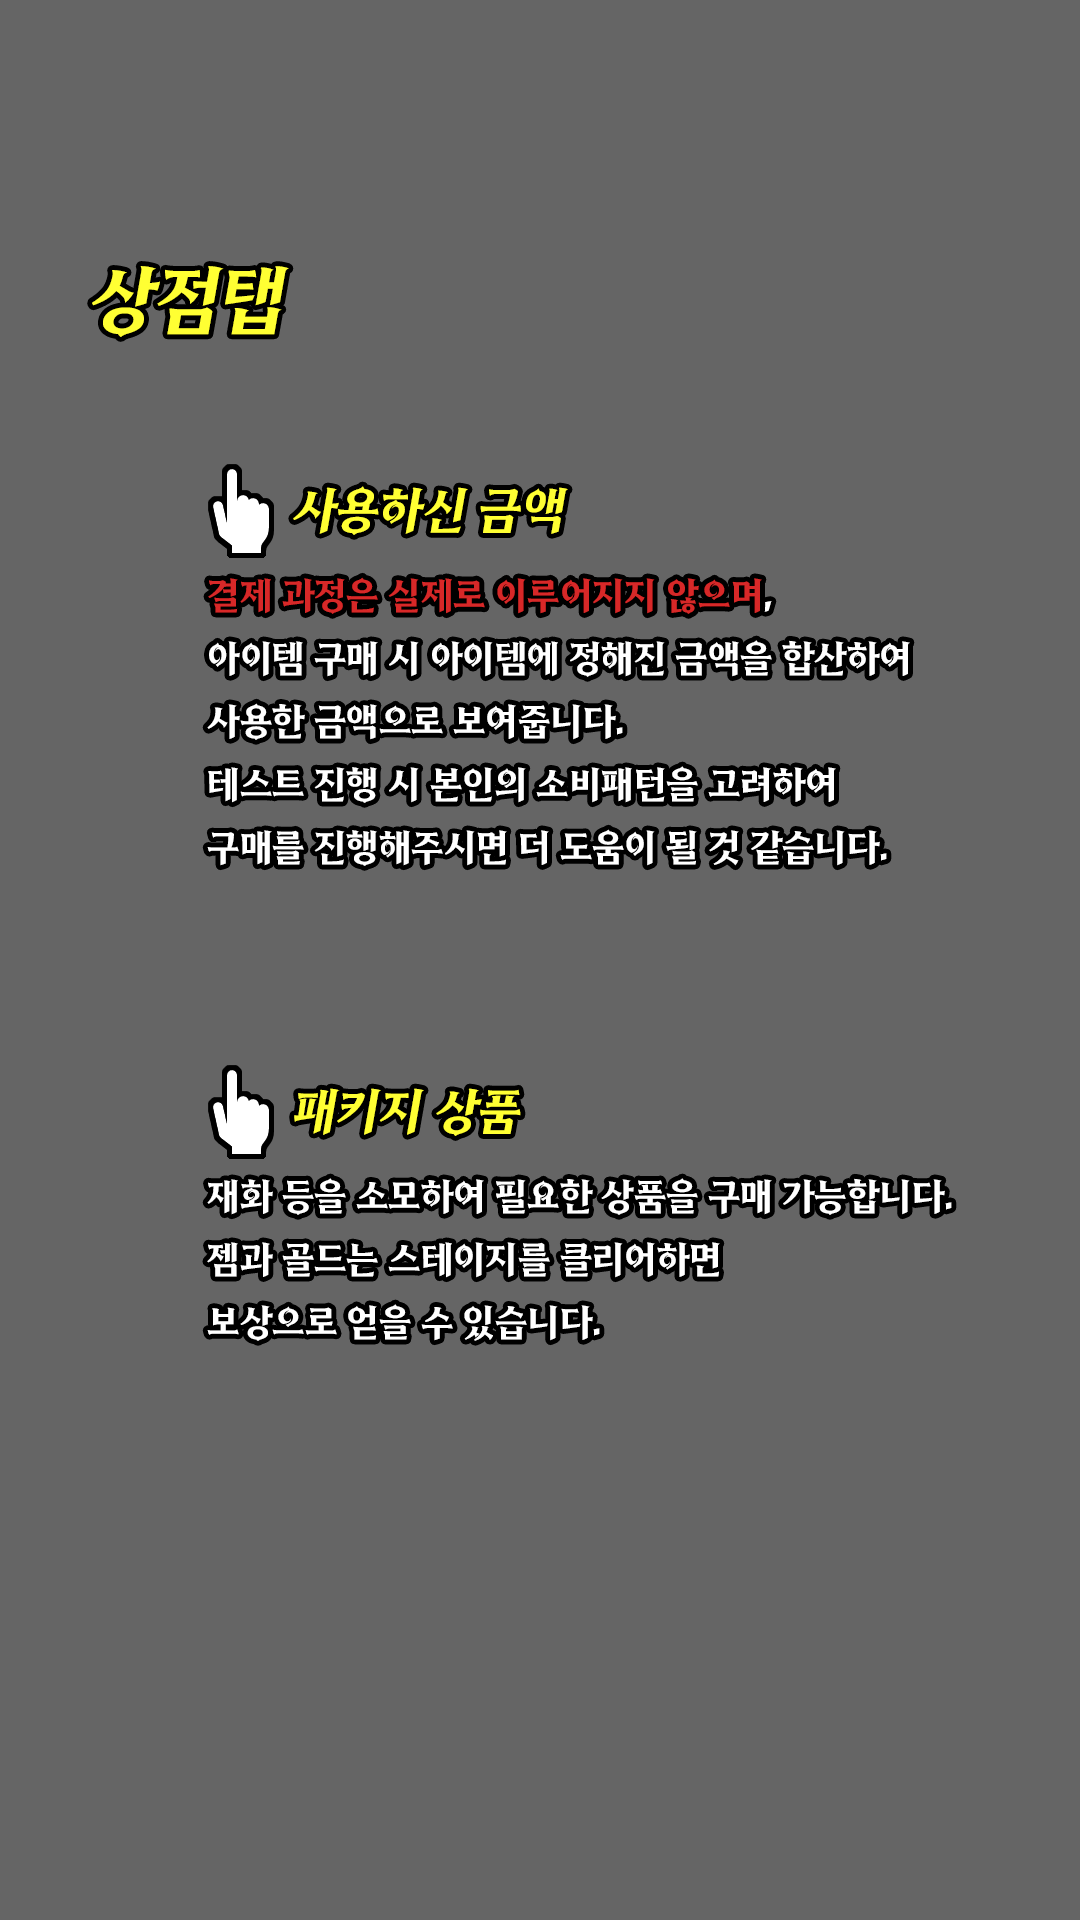 상점탭
사용하신 금액
결제 과정은 실제로 이루어지지 않으며,
아이템 구매 시 아이템에 정해진 금액을 합산하여
사용한 금액으로 보여줍니다.
테스트 진행 시 본인의 소비패턴을 고려하여
구매를 진행해주시면 더 도움이 될 것 같습니다.
패키지 상품
재화 등을 소모하여 필요한 상품을 구매 가능합니다.
젬과 골드는 스테이지를 클리어하면
보상으로 얻을 수 있습니다.